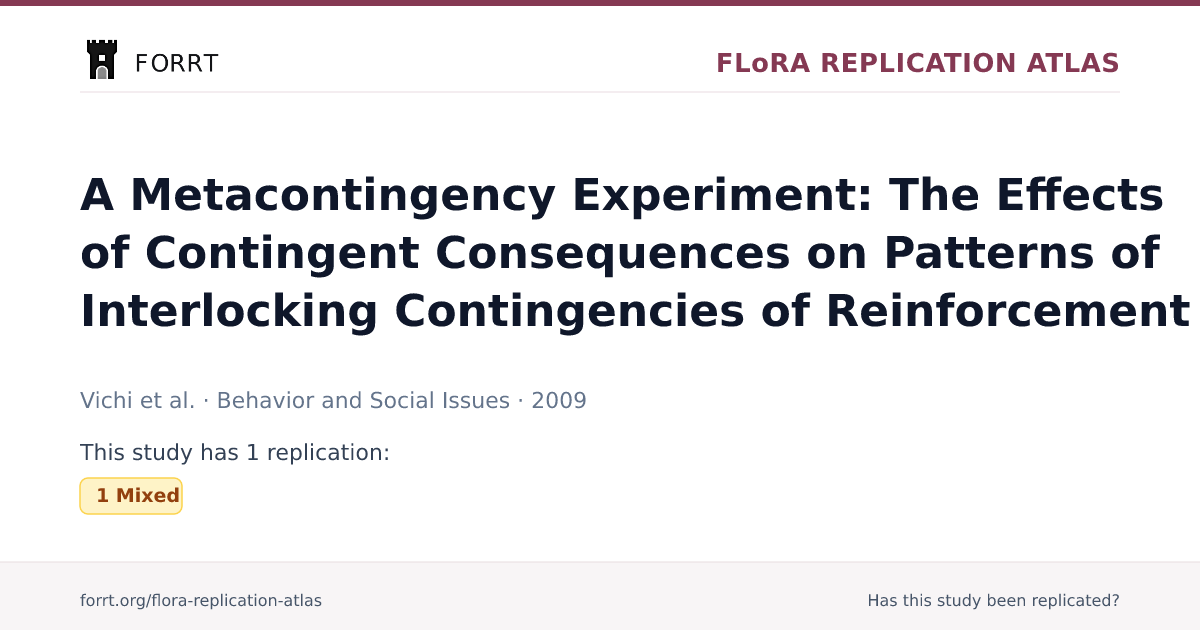 FORRT
FLoRA REPLICATION ATLAS
A Metacontingency Experiment: The Effects
of Contingent Consequences on Patterns of
Interlocking Contingencies of Reinforcement
Vichi et al. · Behavior and Social Issues · 2009
This study has 1 replication:
1 Mixed
forrt.org/flora-replication-atlas
Has this study been replicated?